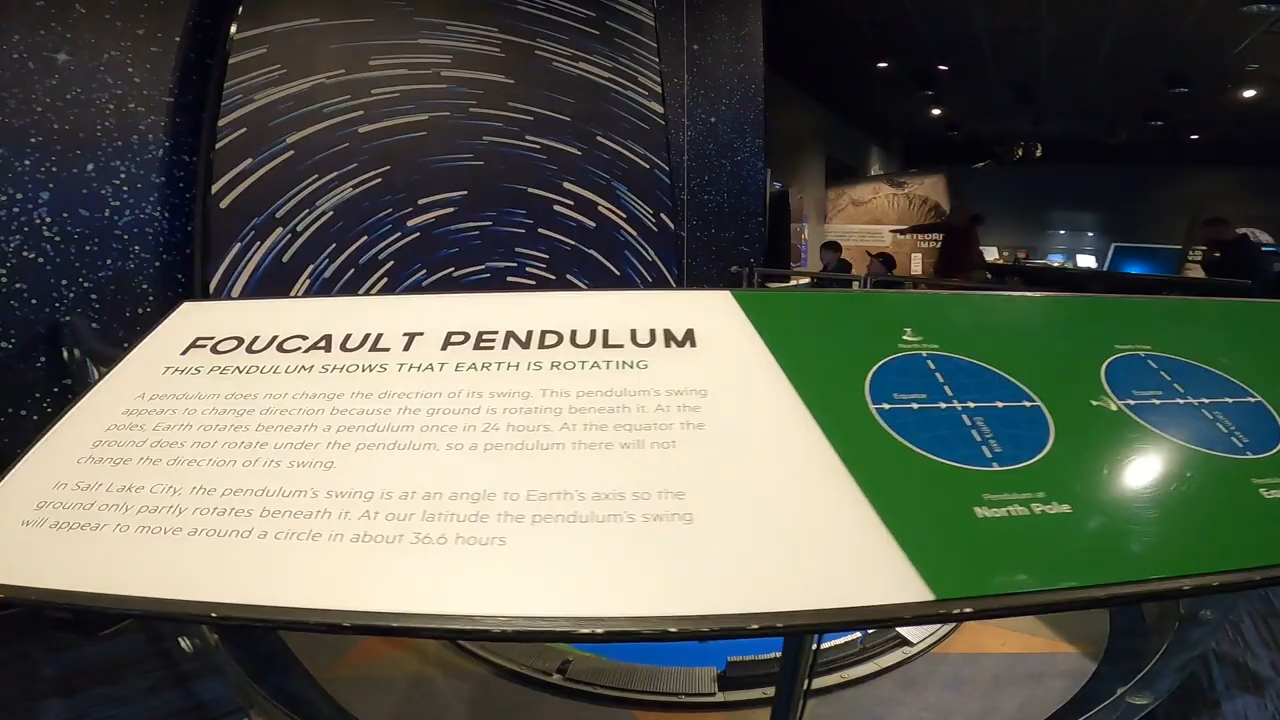 FOUCAULT PENDULUM
THIS PENDULUM SHOWS THAT EARTH IS ROTATING
A pendulum does not change the direction of its swing. This pendulum's swing
appears to change direction because the ground is rotating beneath it. At the
poles, Earth rotates beneath a pendulum once in 24 hours. At the equator the
ground does not rotate under the pendulum, so a pendulum there will not
change the direction of its swing.
In Salt Lake City, the pendulum's swing is at an angle to Earth's axis so the
ground only partly rotates beneath it. At our latitude the pendulum's swing
will appear to move around a circle in about 36.6 hours
North Pole
Equator
Earth's Axis
Pendulum at
North Pole
North Pole
Equator
Earth's Axis
METEORI
IMPA